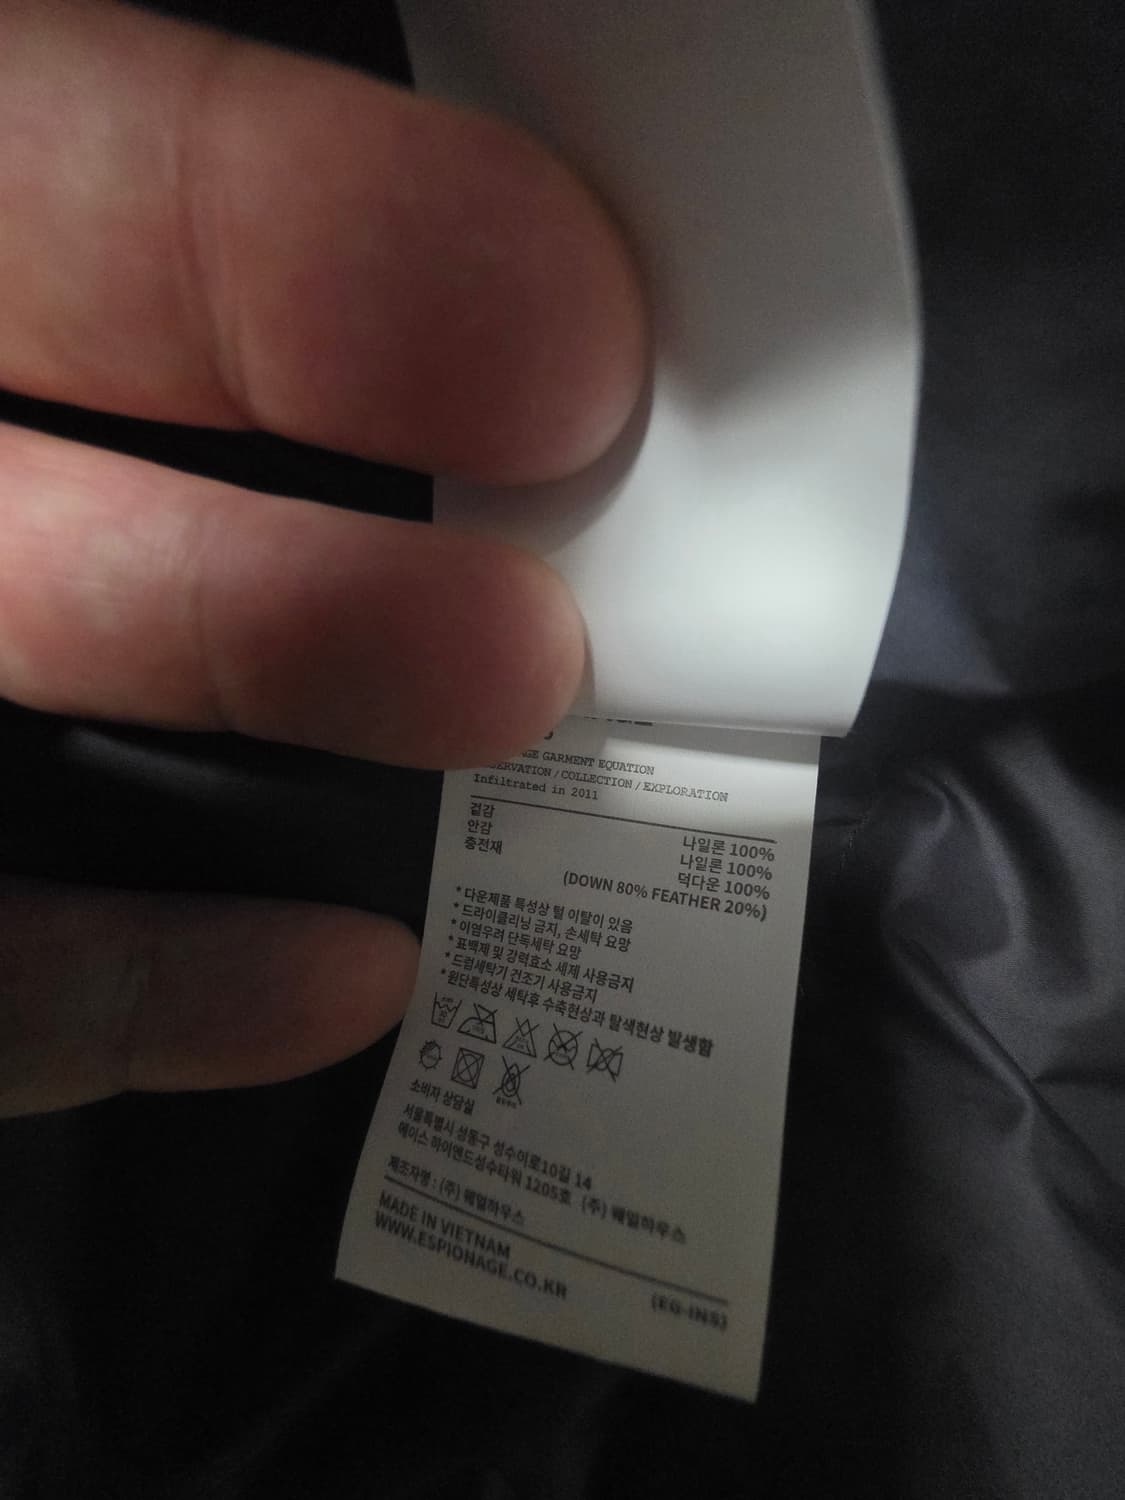 GARMENT EQUATION
/ COLLECTION / EXPLORATION
Infiltrated in 2011
겉감 나일론 100%
안감 나일론 100%
충전재 덕다운 100%
(DOWN 80% FEATHER 20%)
* 다운제품 특성상 털 이탈이 있음
* 드라이클리닝 금지, 손세탁 요망
* 이염우려 단독세탁 요망
* 표백제 및 강력효소 세제 사용금지
* 드럼세탁기 건조기 사용금지
* 원단특성상 세탁후 수축현상과 탈색현상 발생함
소비자 상담실
서울특별시 성동구 성수이로10길 14
에이스 하이엔드성수타워 1205호 (주) 웨일하우스
제조자명 : (주) 웨일하우스
MADE IN VIETNAM
WWW.ESPIONAGE.CO.KR (EG-INS)